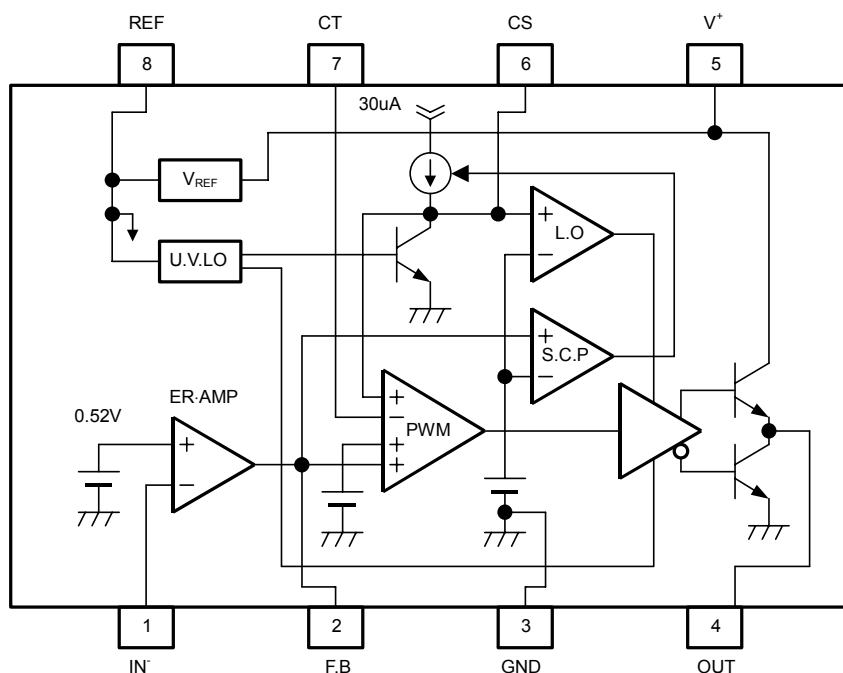 REF CT CS V+
8 7 6 5
30uA
VREF
+
L.O
U.V.LO
−
+
S.C.P
ER·AMP
+
−
0.52V
−
PWM
+
+
+
−
1 2 3 4
IN- F.B GND OUT